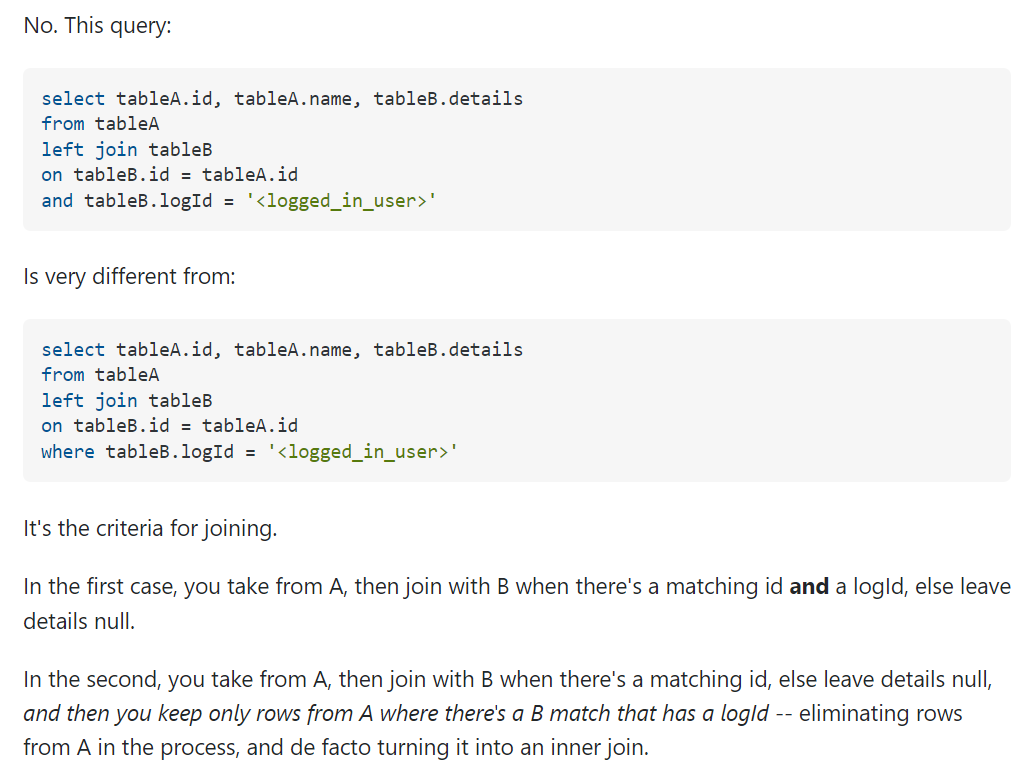 No. This query:
select tableA.id, tableA.name, tableB.details
from tableA
left join tableB
on tableB.id = tableA.id
and tableB.logId = '<logged_in_user>'
Is very different from:
select tableA.id, tableA.name, tableB.details
from tableA
left join tableB
on tableB.id = tableA.id
where tableB.logId = '<logged_in_user>'
It's the criteria for joining.
In the first case, you take from A, then join with B when there's a matching id and a logId, else leave
details null.
In the second, you take from A, then join with B when there's a matching id, else leave details null,
and then you keep only rows from A where there's a B match that has a logId -- eliminating rows
from A in the process, and de facto turning it into an inner join.